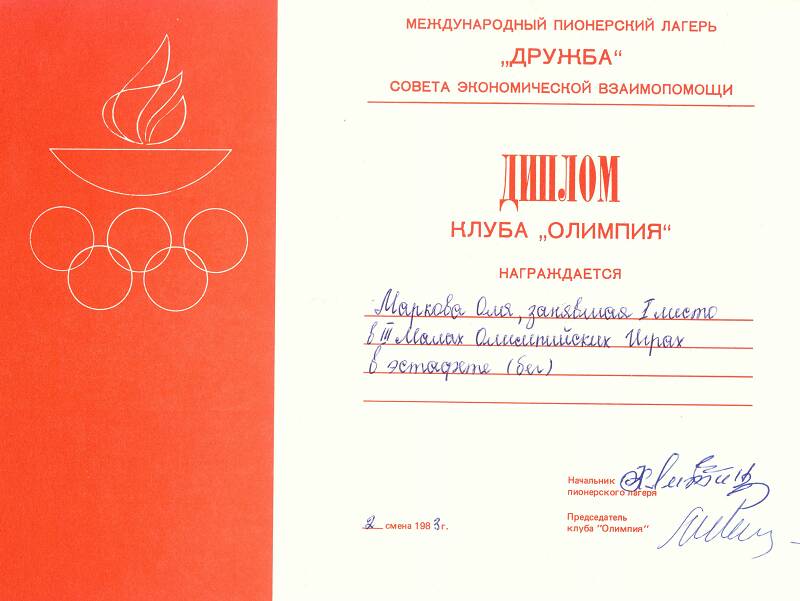 МЕЖДУНАРОДНЫЙ ПИОНЕРСКИЙ ЛАГЕРЬ
„ДРУЖБА“
СОВЕТА ЭКОНОМИЧЕСКОЙ ВЗАИМОПОМОЩИ
ДИПЛОМ
КЛУБА „ОЛИМПИЯ“
НАГРАЖДАЕТСЯ
Маркова Оля, занявшая I место
в III Малых Олимпийских Играх
в эстафете (бег)
Начальник
пионерского лагеря
Председатель
клуба "Олимпия"
2 смена 1983 г.